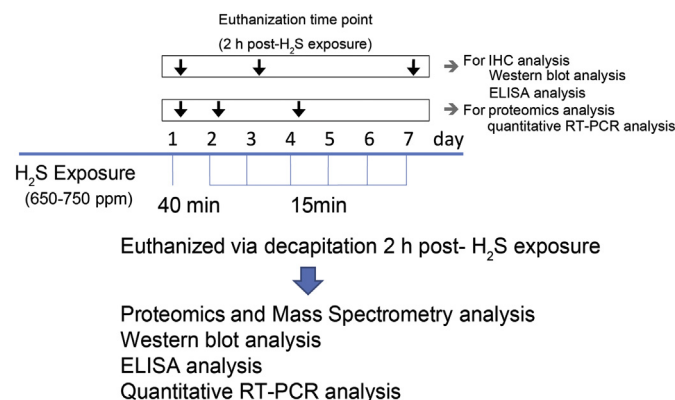 Euthanization time point
(2 h post-H₂S exposure)
For IHC analysis
Western blot analysis
ELISA analysis
For proteomics analysis
quantitative RT-PCR analysis
1 2 3 4 5 6 7 day
H₂S Exposure
(650-750 ppm)
40 min 15min
Euthanized via decapitation 2 h post- H₂S exposure
Proteomics and Mass Spectrometry analysis
Western blot analysis
ELISA analysis
Quantitative RT-PCR analysis